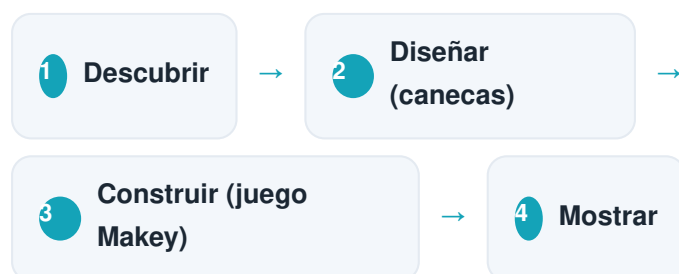 1 Descubrir → 2 Diseñar
(canecas) →
3 Construir (juego
Makey) → 4 Mostrar